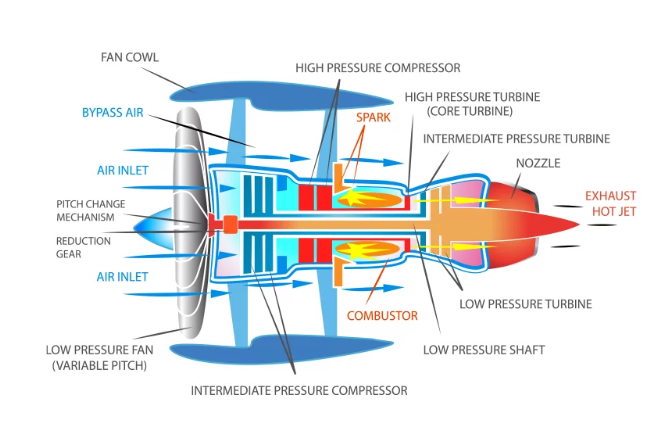 FAN COWL
HIGH PRESSURE COMPRESSOR
BYPASS AIR
SPARK
HIGH PRESSURE TURBINE
(CORE TURBINE)
INTERMEDIATE PRESSURE TURBINE
NOZZLE
AIR INLET
EXHAUST
HOT JET
PITCH CHANGE
MECHANISM
REDUCTION
GEAR
AIR INLET
LOW PRESSURE TURBINE
COMBUSTOR
LOW PRESSURE FAN
(VARIABLE PITCH)
LOW PRESSURE SHAFT
INTERMEDIATE PRESSURE COMPRESSOR